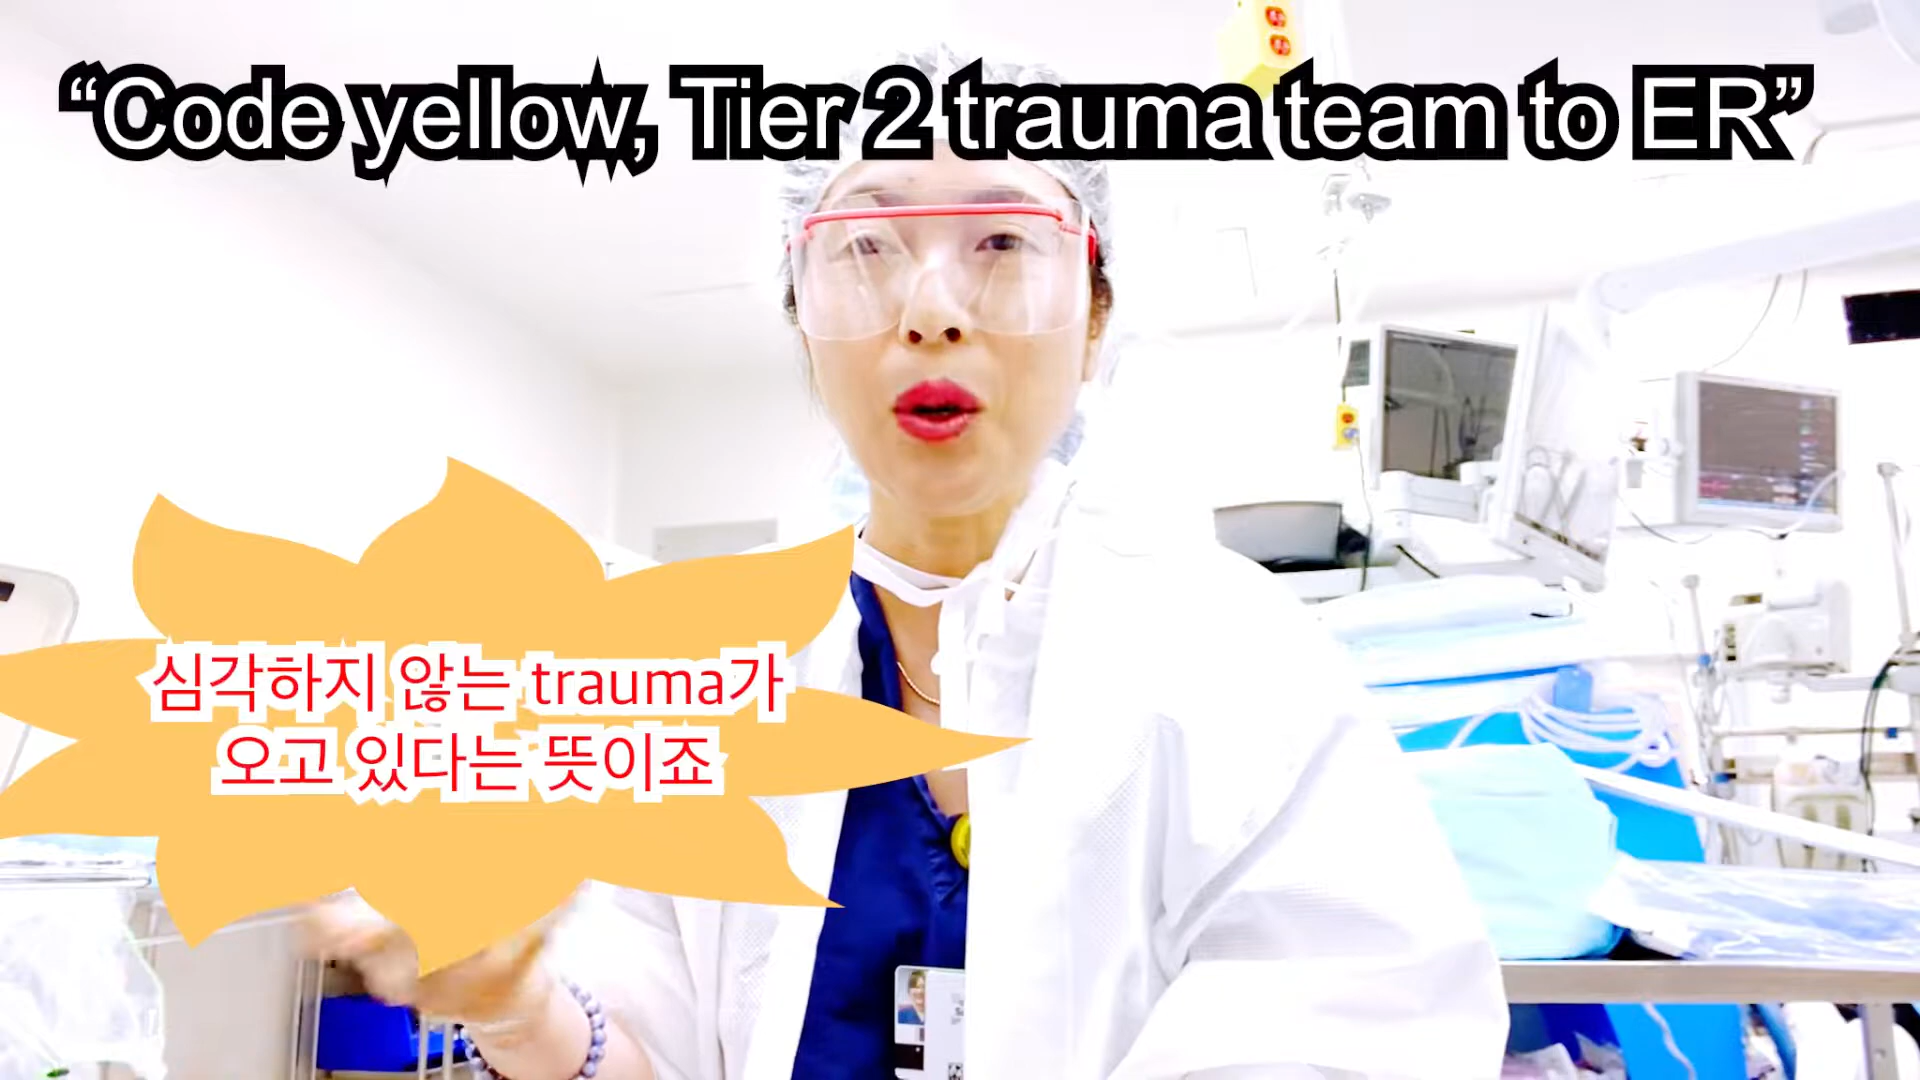 “Code yellow, Tier 2 trauma team to ER”
심각하지 않는 trauma가
오고 있다는 뜻이죠